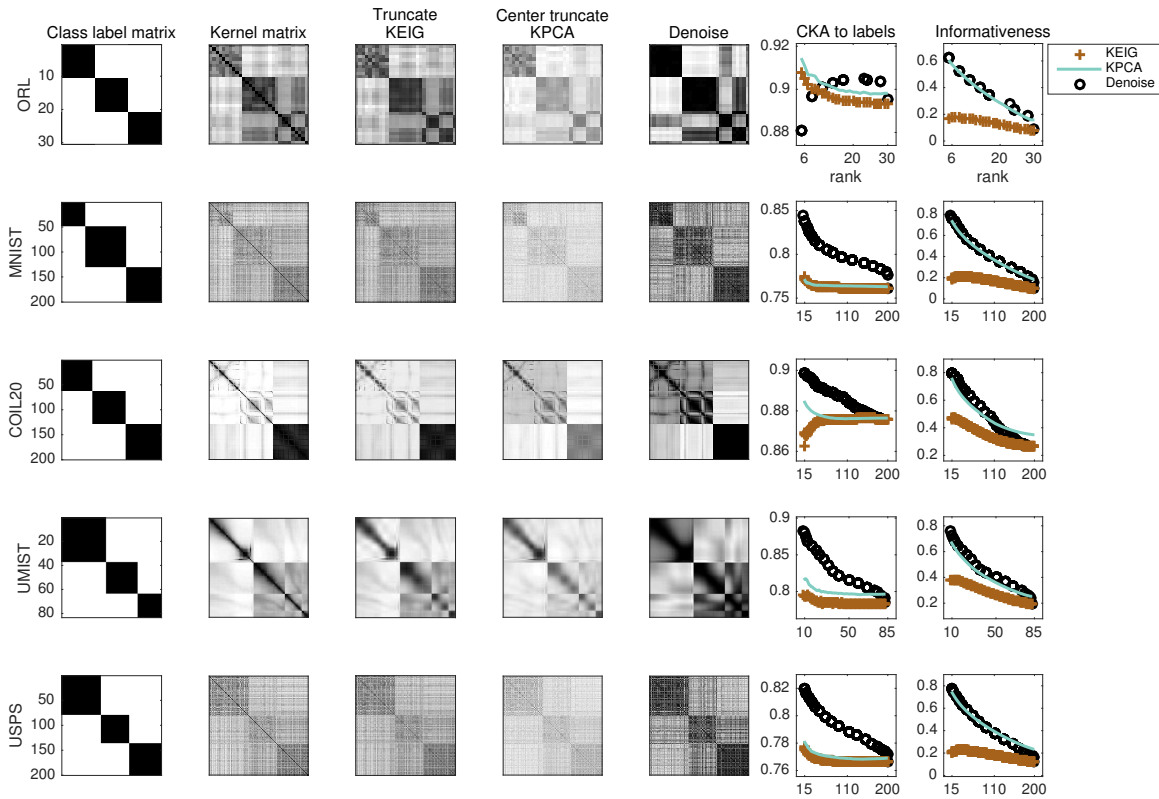 Class label matrix
Kernel matrix
Truncate
KEIG
Center truncate
KPCA
Denoise
CKA to labels
Informativeness
KEIG
KPCA
Denoise
ORL
10
20
30
0.92
0.9
0.88
6 20 30
rank
0.6
0.4
0.2
0
6 20 30
rank
MNIST
50
100
150
200
0.85
0.8
0.75
15 110 200
0.8
0.6
0.4
0.2
0
15 110 200
COIL20
50
100
150
200
0.9
0.88
0.86
15 110 200
0.8
0.6
0.4
0.2
15 110 200
UMIST
20
40
60
80
0.9
0.85
0.8
10 50 85
0.8
0.6
0.4
0.2
10 50 85
USPS
50
100
150
200
0.82
0.8
0.78
0.76
15 110 200
0.8
0.6
0.4
0.2
0
15 110 200